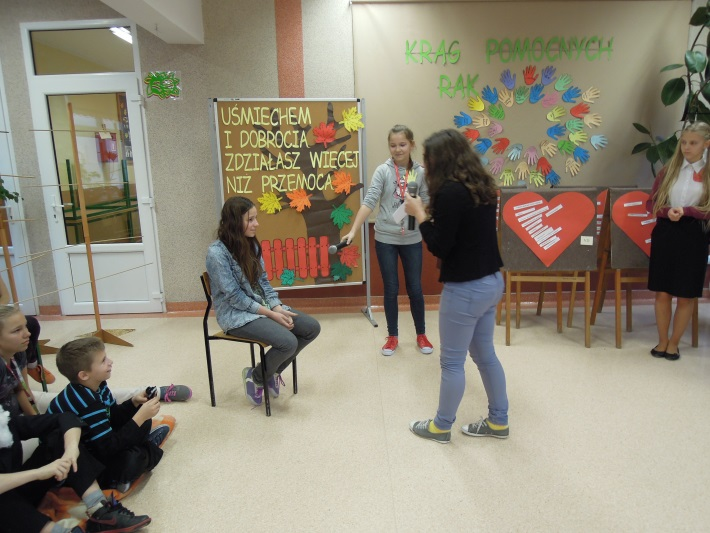 UŚMIECHEM
I DOBROCIĄ
ZDZIAŁASZ WIĘCEJ
NIŻ PRZEMOCĄ
KRĄG POMOCNYCH
RĄK